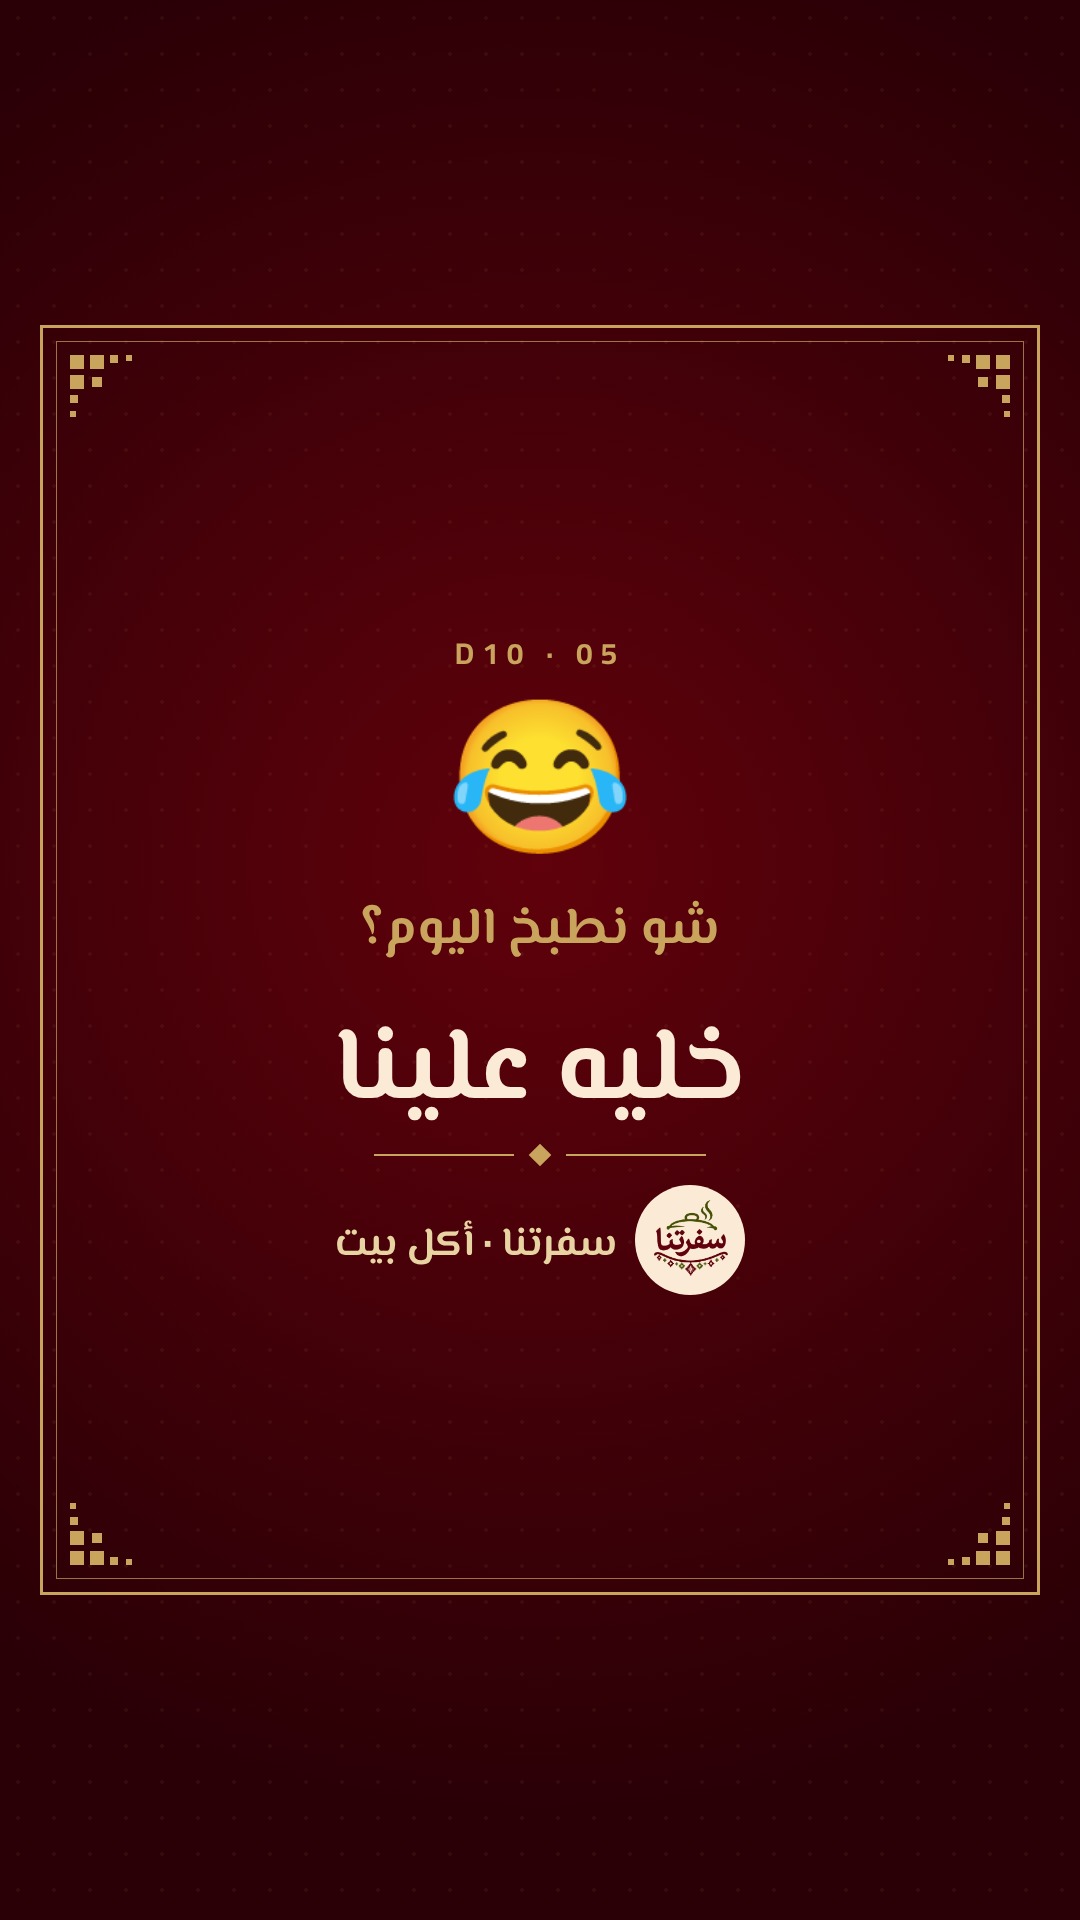 D10 · 05
شو نطبخ اليوم؟
خليه علينا
سفرتنا
سفرتنا · أكل بيت